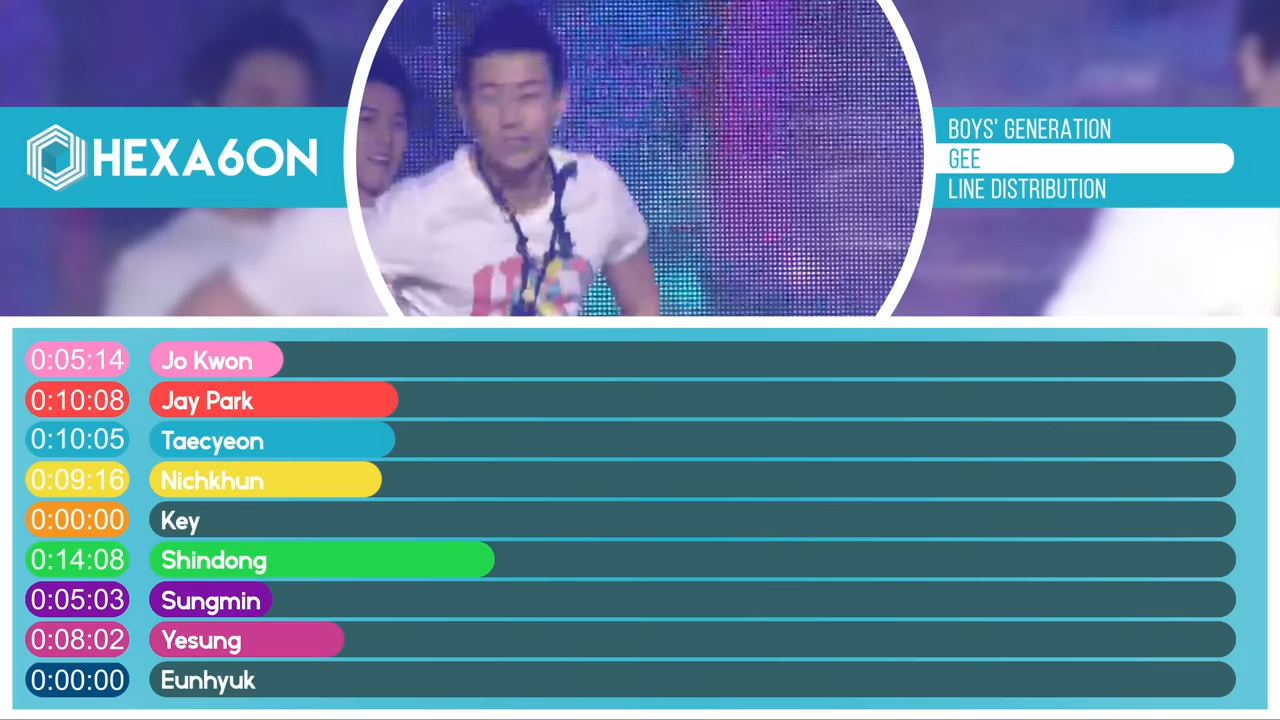 HEXA6ON
BOYS' GENERATION
GEE
LINE DISTRIBUTION
0:05:14 Jo Kwon
0:10:08 Jay Park
0:10:05 Taecyeon
0:09:16 Nichkhun
0:00:00 Key
0:14:08 Shindong
0:05:03 Sungmin
0:08:02 Yesung
0:00:00 Eunhyuk